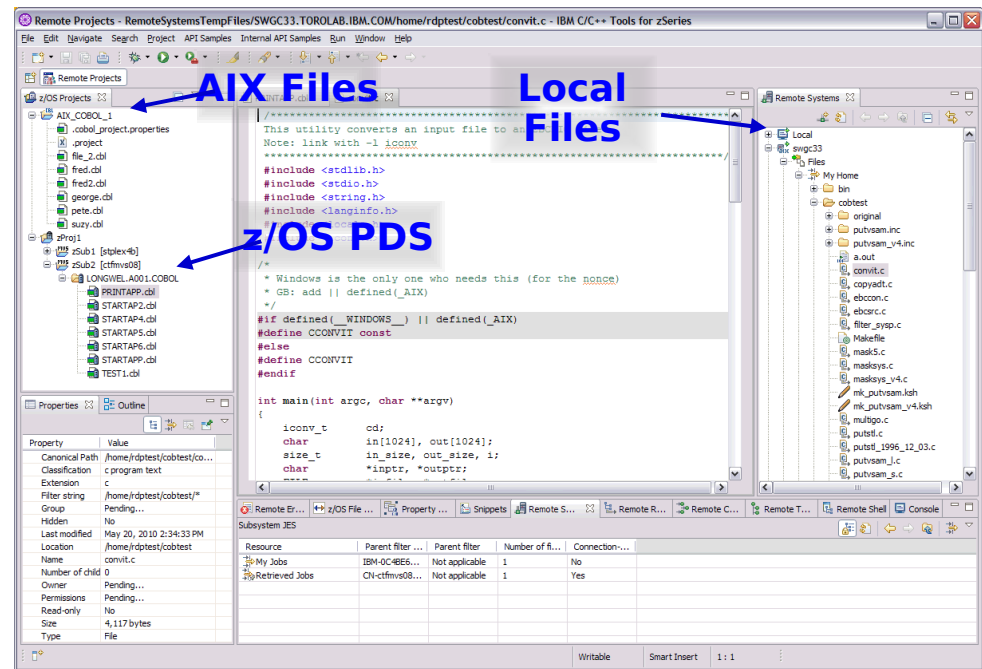 Remote Projects - RemoteSystemsTempFiles/SWGC33.TOROLAB.IBM.COM/home/rdptest/cobtest/convit.c - IBM C/C++ Tools for zSeries
File Edit Navigate Search Project API Samples Internal API Samples Run Window Help
Remote Projects
AIX Files
Local
Files
z/OS PDS
z/OS Projects
AIX_COBOL_1
.cobol_project.properties
.project
file_2.cbl
fred.cbl
fred2.cbl
george.cbl
pete.cbl
suzy.cbl
zProj1
zSub1 [stplex4b]
zSub2 [ctfmvs08]
LONGWEL.A001.COBOL
PRINTAPP.cbl
STARTAP2.cbl
STARTAP4.cbl
STARTAP5.cbl
STARTAP6.cbl
STARTAPP.cbl
TEST1.cbl
This utility converts an input file to an
Note: link with -l iconv
#include <stdlib.h>
#include <stdio.h>
#include <string.h>
#include <langinfo.h>
/*
* Windows is the only one who needs this (for the nonce)
* GB: add || defined(_AIX)
*/
#if defined(__WINDOWS__) || defined(_AIX)
#define CCONVIT const
#else
#define CCONVIT
#endif
int main(int argc, char **argv)
{
iconv_t cd;
char in[1024], out[1024];
size_t in_size, out_size, i;
char *inptr, *outptr;
Remote Systems
Local
swgc33
Files
My Home
bin
cobtest
original
putvsam.inc
putvsam_v4.inc
a.out
convit.c
copyadt.c
ebccon.c
ebcsrc.c
filter_sysp.c
Makefile
mask5.c
masksys.c
masksys_v4.c
mk_putvsam.ksh
mk_putvsam_v4.ksh
multigo.c
putstl.c
putstl_1996_12_03.c
putvsam_l.c
putvsam_s.c
Properties Outline
Property Value
Canonical Path /home/rdptest/cobtest/co...
Classification c program text
Extension c
Filter string /home/rdptest/cobtest/*
Group Pending...
Hidden No
Last modified May 20, 2010 2:34:33 PM
Location /home/rdptest/cobtest
Name convit.c
Number of child 0
Owner Pending...
Permissions Pending...
Read-only No
Size 4,117 bytes
Type File
Remote Er... z/OS File ... Property ... Snippets Remote S... Remote R... Remote C... Remote T... Remote Shell Console
Subsystem JES
Resource Parent filter ... Parent filter Number of fi... Connection-...
My Jobs IBM-0C4BE6... Not applicable 1 No
Retrieved Jobs CN-ctfmvs08... Not applicable 1 Yes
Writable Smart Insert 1 : 1